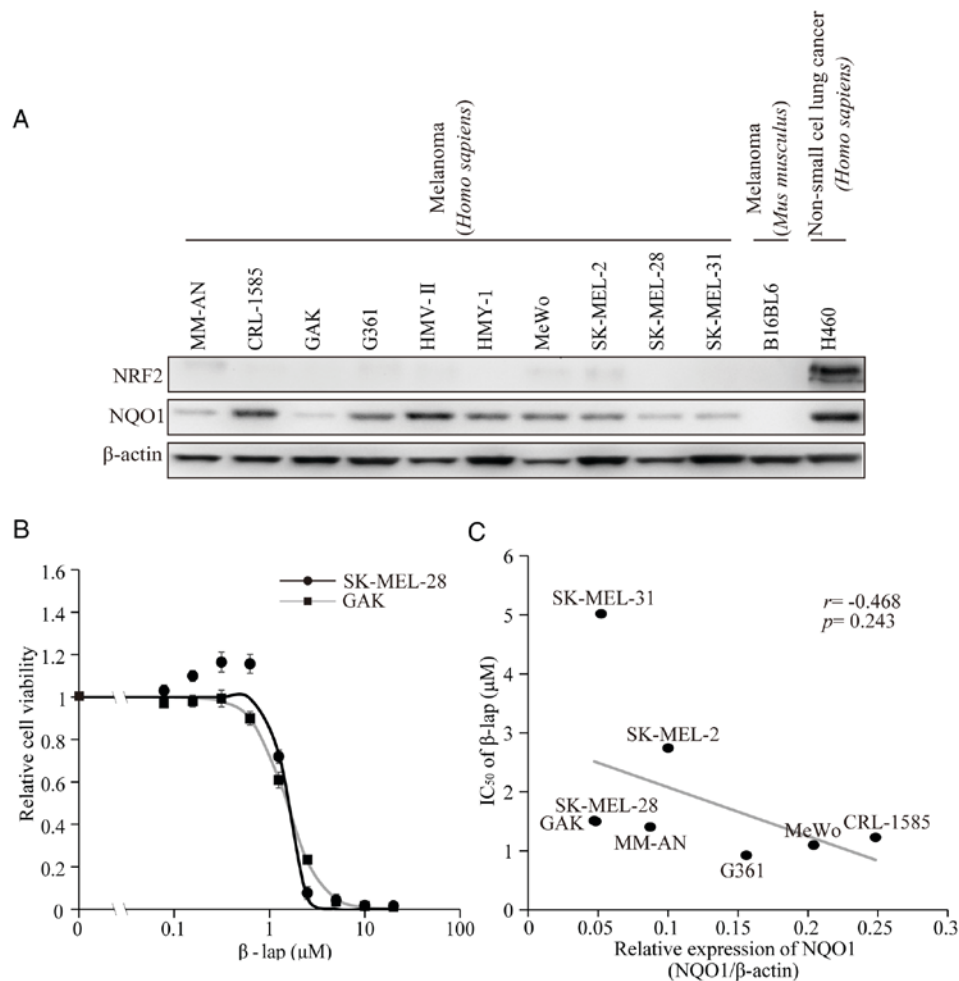 A
Melanoma
(Homo sapiens)
Melanoma
(Mus musculus)
Non-small cel lung cancer
(Homo sapiens)
MM-AN
CRL-1585
GAK
G361
HMV-II
HMY-1
MeWo
SK-MEL-2
SK-MEL-28
SK-MEL-31
B16BL6
H460
NRF2
NQO1
β-actin
B
Relative cell viability
1.6
1.4
1.2
1
0.8
0.6
0.4
0.2
0
SK-MEL-28
GAK
0.1
1
10
100
β-lap (μM)
C
IC50 of β-lap (μM)
6
5
4
3
2
1
0
r= -0.468
p= 0.243
SK-MEL-31
SK-MEL-2
SK-MEL-28
GAK
MM-AN
G361
MeWo
CRL-1585
0
0.05
0.1
0.15
0.2
0.25
0.3
Relative expression of NQO1
(NQO1/β-actin)